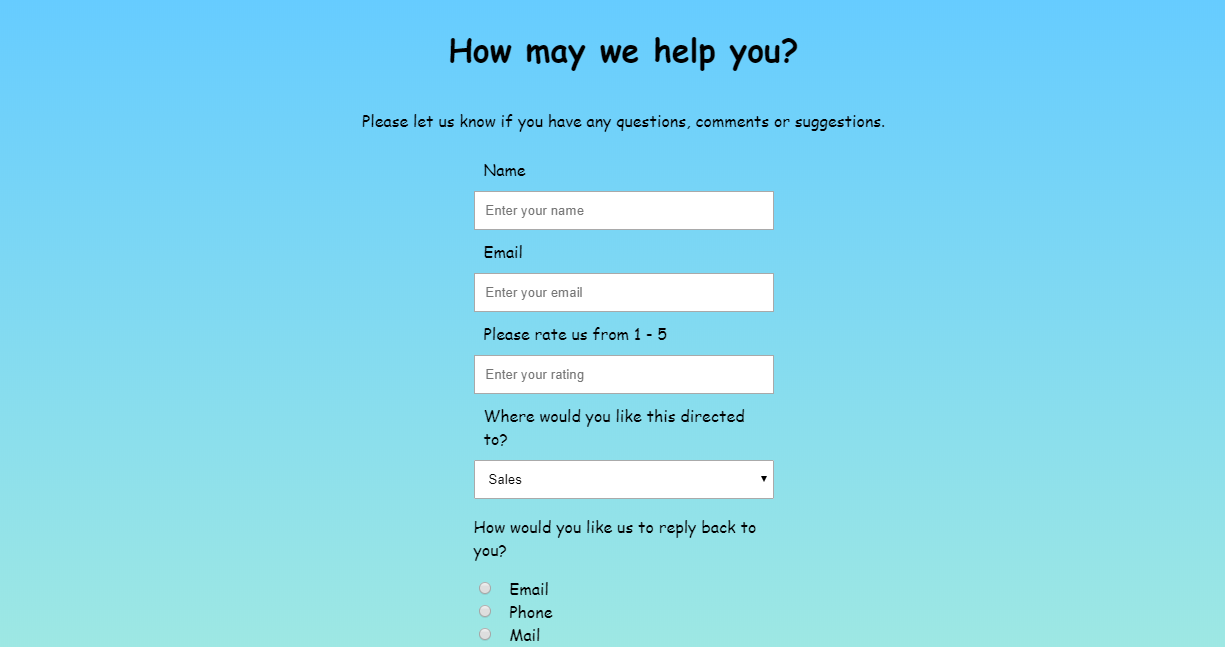 How may we help you?
Please let us know if you have any questions, comments or suggestions.
Name
Enter your name
Email
Enter your email
Please rate us from 1 - 5
Enter your rating
Where would you like this directed
to?
Sales
How would you like us to reply back to
you?
Email
Phone
Mail